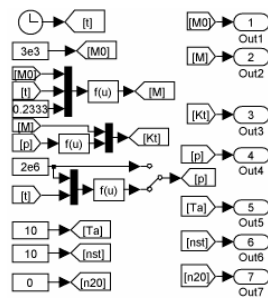 [t]
[M0] 1
Out1
3e3 [M0]
[M] 2
Out2
[M0]
[t] f(u) [M]
0.2333
[M] [Kt] 3
Out3
[p] f(u) [Kt]
[p] 4
Out4
2e6
[t] f(u) [p]
[Ta] 5
Out5
10 [Ta]
[nst] 6
Out6
10 [nst]
0 [n20]
[n20] 7
Out7